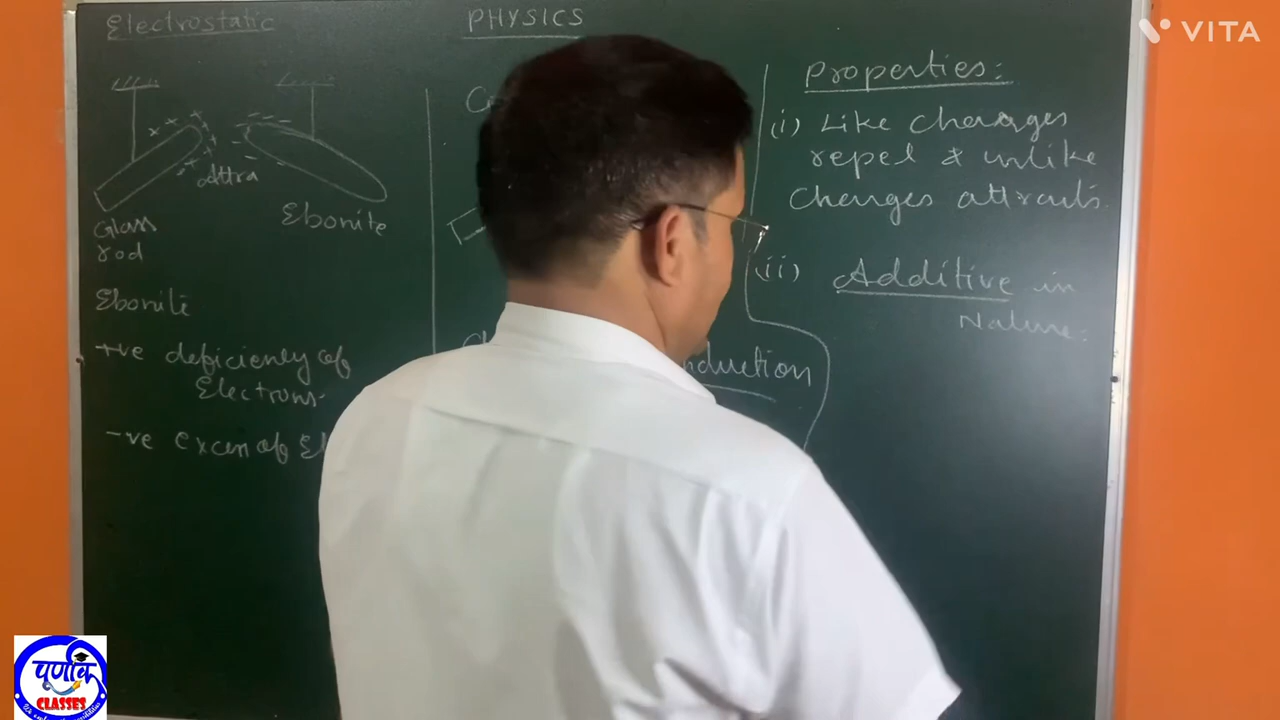 Electrostatic
PHYSICS
Attra
Glass
rod
Ebonite
Ebonite
+ve deficiency of
Electrons.
-ve excess of
Properties:
(i) Like charges
repel & unlike
Charges attracts.
(ii) Additive in
Nature:
VITA
पूर्णांक
CLASSES